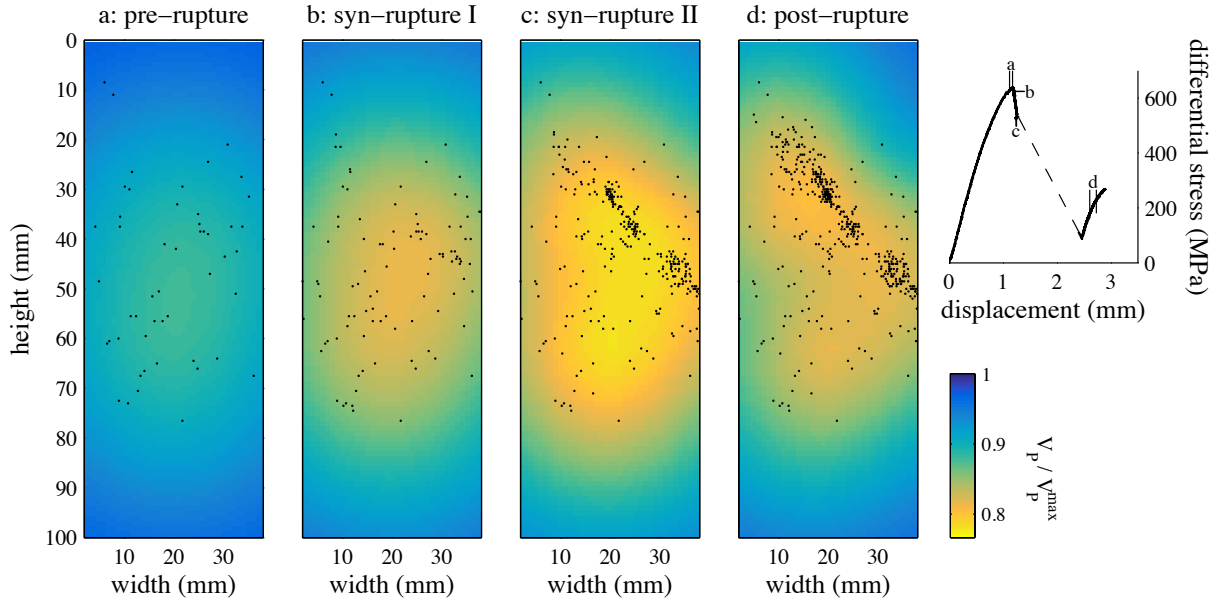 a: pre−rupture
b: syn−rupture I
c: syn−rupture II
d: post−rupture
0
10
20
30
40
50
60
70
80
90
100
height (mm)
10 20 30
width (mm)
10 20 30
width (mm)
10 20 30
width (mm)
10 20 30
width (mm)
a
b
c
d
600
400
200
0
differential stress (MPa)
0 1 2 3
displacement (mm)
1
0.9
0.8
V_P / V_P^max